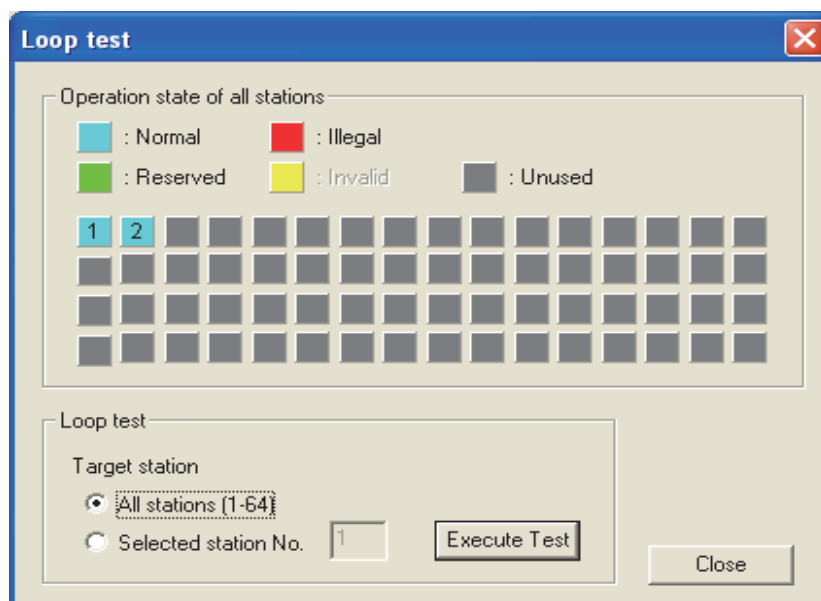 Loop test
Operation state of all stations
: Normal : Illegal
: Reserved : Invalid : Unused
1 2
Loop test
Target station
All stations (1-64)
Selected station No. 1 Execute Test
Close